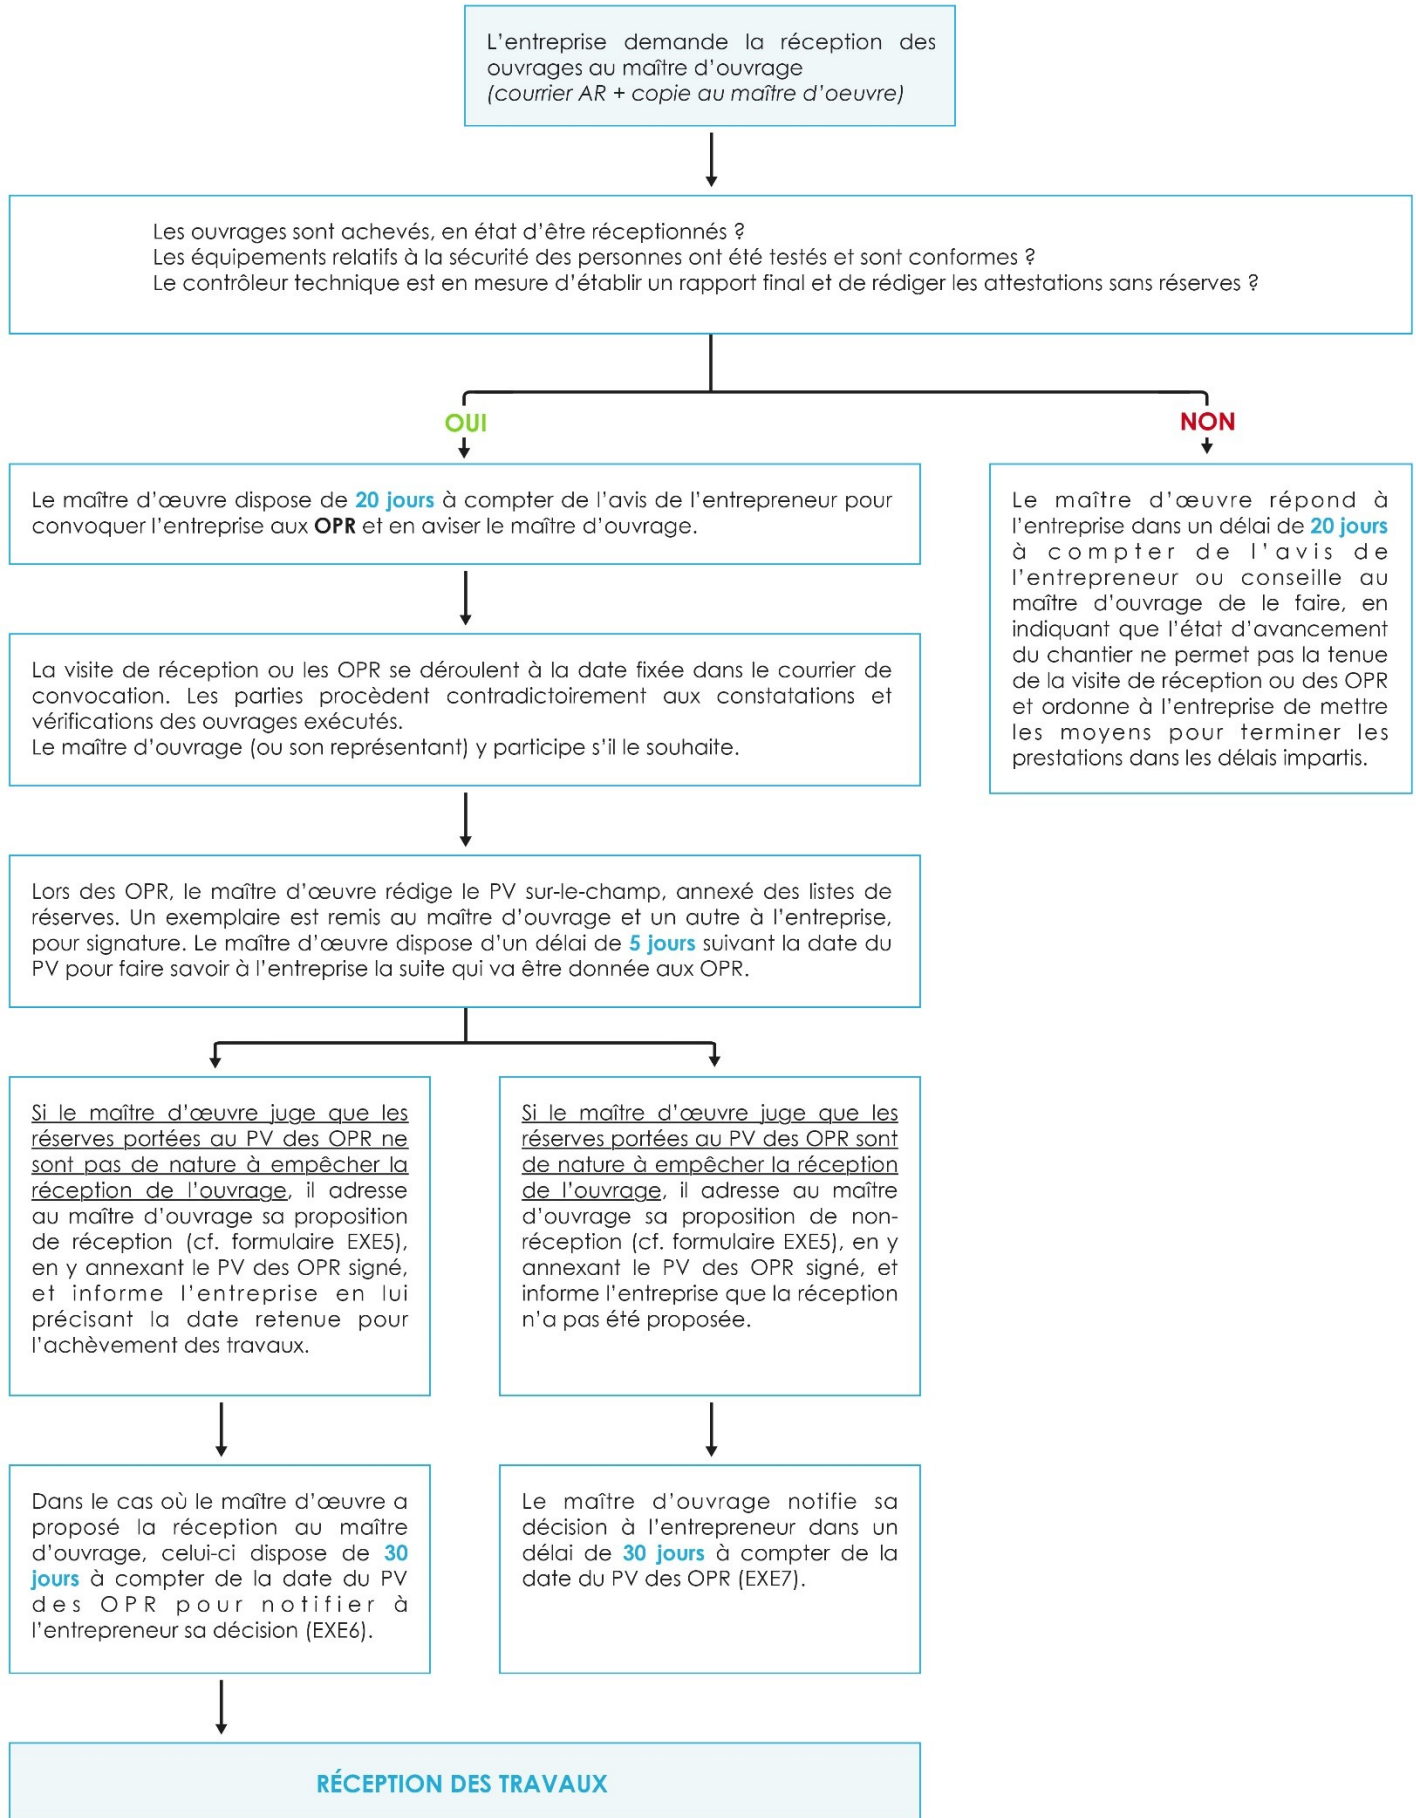 L'entreprise demande la réception des
ouvrages au maître d'ouvrage
(courrier AR + copie au maître d'oeuvre)
Les ouvrages sont achevés, en état d'être réceptionnés ?
Les équipements relatifs à la sécurité des personnes ont été testés et sont conformes ?
Le contrôleur technique est en mesure d'établir un rapport final et de rédiger les attestations sans réserves ?
OUI
NON
Le maître d'œuvre dispose de 20 jours à compter de l'avis de l'entrepreneur pour
convoquer l'entreprise aux OPR et en aviser le maître d'ouvrage.
Le maître d'œuvre répond à
l'entreprise dans un délai de 20 jours
à compter de l'avis de
l'entrepreneur ou conseille au
maître d'ouvrage de le faire, en
indiquant que l'état d'avancement
du chantier ne permet pas la tenue
de la visite de réception ou des OPR
et ordonne à l'entreprise de mettre
les moyens pour terminer les
prestations dans les délais impartis.
La visite de réception ou les OPR se déroulent à la date fixée dans le courrier de
convocation. Les parties procèdent contradictoirement aux constatations et
vérifications des ouvrages exécutés.
Le maître d'ouvrage (ou son représentant) y participe s'il le souhaite.
Lors des OPR, le maître d'œuvre rédige le PV sur-le-champ, annexé des listes de
réserves. Un exemplaire est remis au maître d'ouvrage et un autre à l'entreprise,
pour signature. Le maître d'œuvre dispose d'un délai de 5 jours suivant la date du
PV pour faire savoir à l'entreprise la suite qui va être donnée aux OPR.
Si le maître d'œuvre juge que les
réserves portées au PV des OPR ne
sont pas de nature à empêcher la
réception de l'ouvrage, il adresse
au maître d'ouvrage sa proposition
de réception (cf. formulaire EXE5),
en y annexant le PV des OPR signé,
et informe l'entreprise en lui
précisant la date retenue pour
l'achèvement des travaux.
Si le maître d'œuvre juge que les
réserves portées au PV des OPR sont
de nature à empêcher la réception
de l'ouvrage, il adresse au maître
d'ouvrage sa proposition de non-
réception (cf. formulaire EXE5), en y
annexant le PV des OPR signé, et
informe l'entreprise que la réception
n'a pas été proposée.
Dans le cas où le maître d'œuvre a
proposé la réception au maître
d'ouvrage, celui-ci dispose de 30
jours à compter de la date du PV
des OPR pour notifier à
l'entrepreneur sa décision (EXE6).
Le maître d'ouvrage notifie sa
décision à l'entrepreneur dans un
délai de 30 jours à compter de la
date du PV des OPR (EXE7).
RÉCEPTION DES TRAVAUX